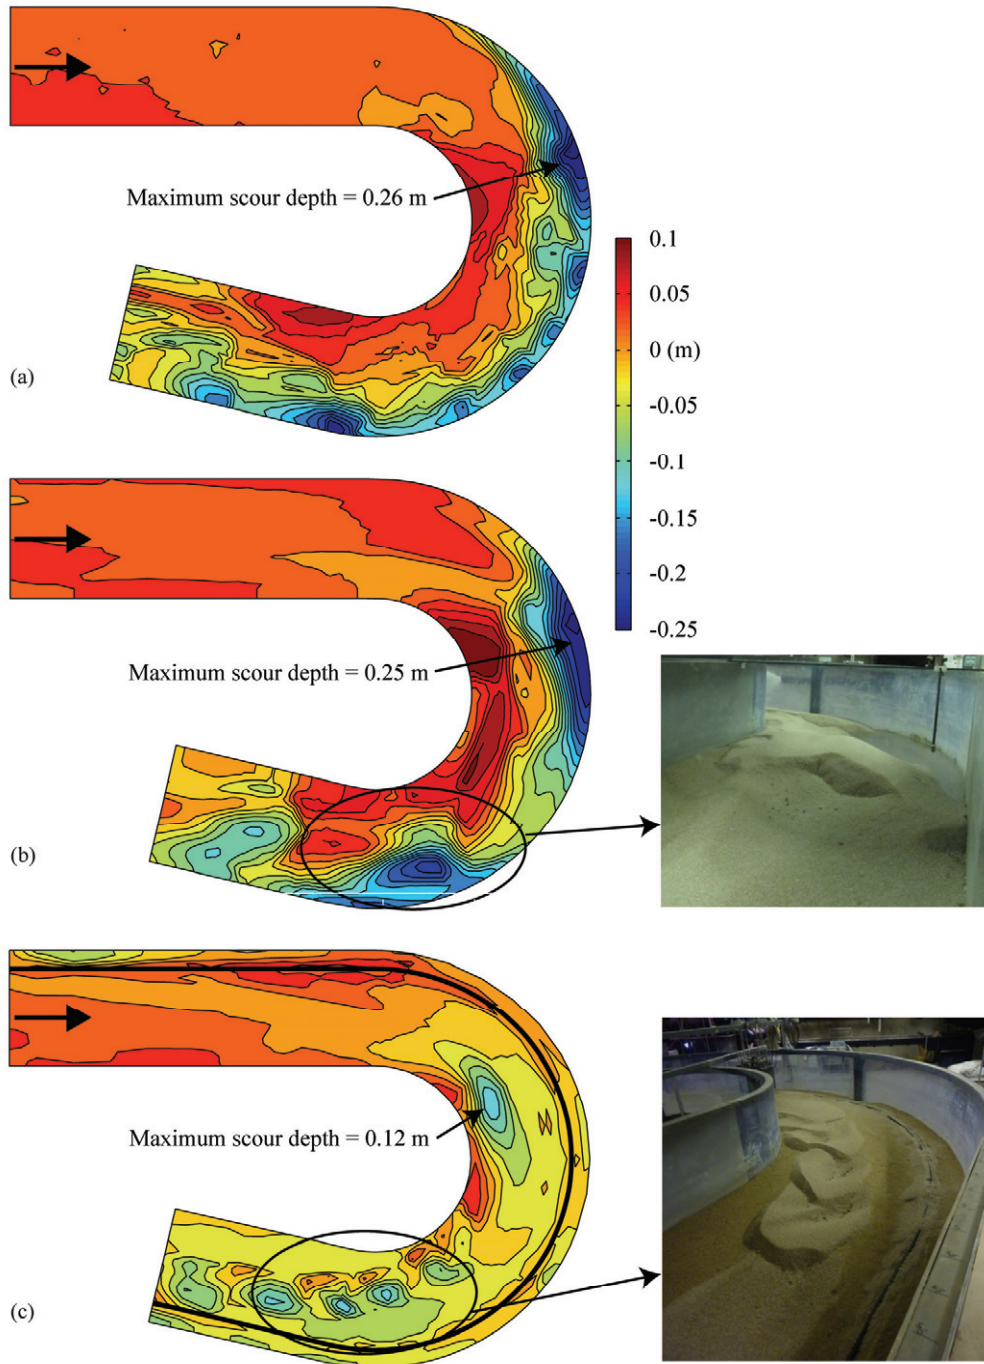 Maximum scour depth = 0.26 m
0.1
0.05
0 (m)
-0.05
-0.1
-0.15
-0.2
-0.25
(a)
Maximum scour depth = 0.25 m
(b)
Maximum scour depth = 0.12 m
(c)